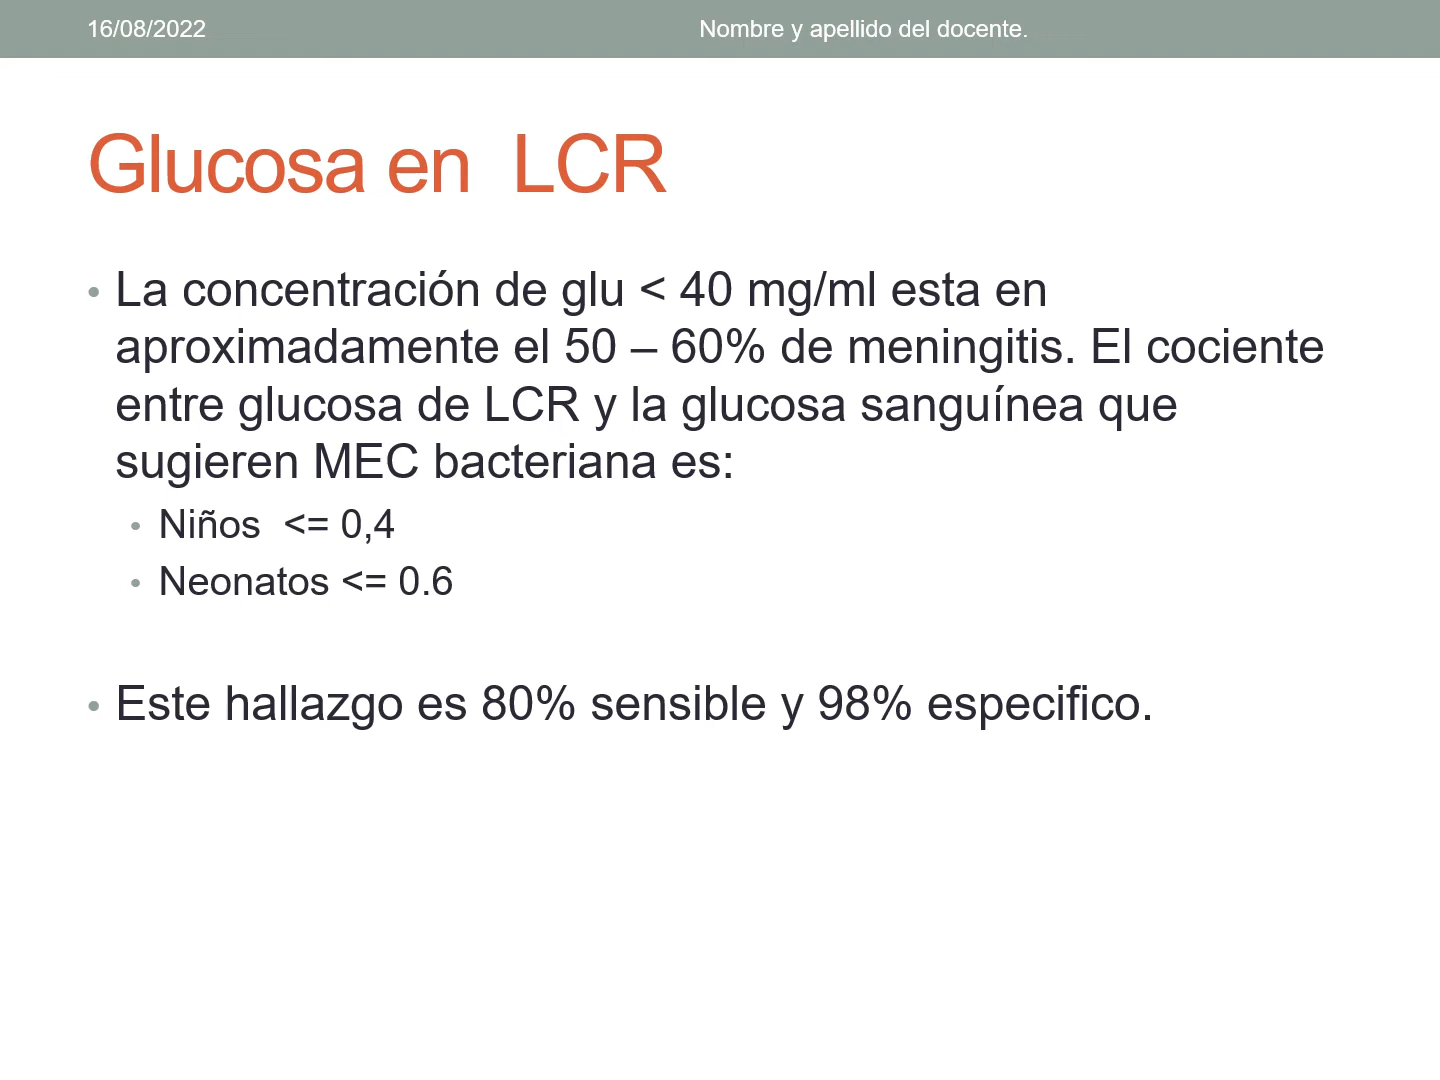 16/08/2022
Nombre y apellido del docente.
Glucosa en  LCR
• La concentración de glu < 40 mg/ml esta en
aproximadamente el 50 – 60% de meningitis. El cociente
entre glucosa de LCR y la glucosa sanguínea que
sugieren MEC bacteriana es:
• Niños  <= 0,4
• Neonatos <= 0.6
• Este hallazgo es 80% sensible y 98% especifico.